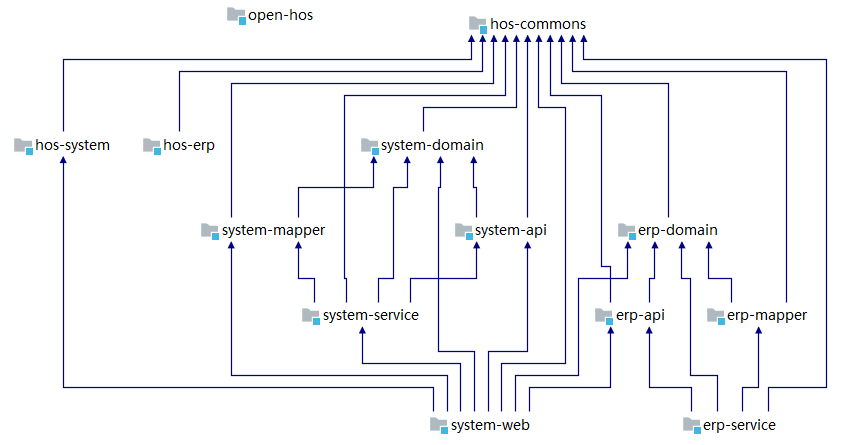 open-hos
hos-commons
hos-system
hos-erp
system-domain
system-mapper
system-api
erp-domain
system-service
erp-api
erp-mapper
system-web
erp-service